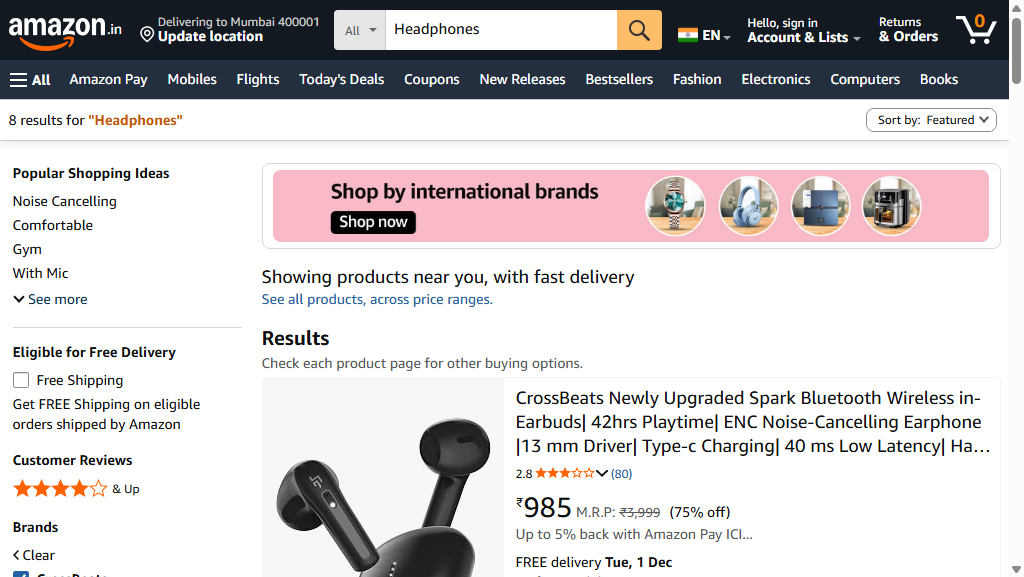 amazon.in
Delivering to Mumbai 400001
Update location
All
Headphones
EN
Hello, sign in
Account & Lists
Returns
& Orders
0
All
Amazon Pay
Mobiles
Flights
Today's Deals
Coupons
New Releases
Bestsellers
Fashion
Electronics
Computers
Books
8 results for "Headphones"
Sort by: Featured
Popular Shopping Ideas
Noise Cancelling
Comfortable
Gym
With Mic
See more
Eligible for Free Delivery
Free Shipping
Get FREE Shipping on eligible
orders shipped by Amazon
Customer Reviews
& Up
Brands
Clear
CrossBeats
Shop by international brands
Shop now
Showing products near you, with fast delivery
See all products, across price ranges.
Results
Check each product page for other buying options.
CrossBeats Newly Upgraded Spark Bluetooth Wireless in-
Earbuds| 42hrs Playtime| ENC Noise-Cancelling Earphone
|13 mm Driver| Type-c Charging| 40 ms Low Latency| Ha…
2.8 (80)
₹985 M.R.P: ₹3,999 (75% off)
Up to 5% back with Amazon Pay ICI…
FREE delivery Tue, 1 Dec